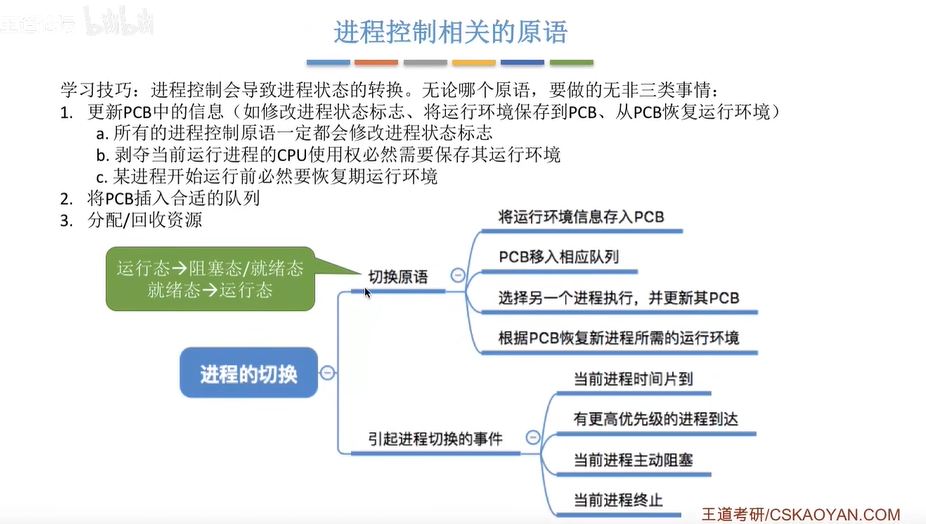 王道论坛 bilibili
进程控制相关的原语
学习技巧：进程控制会导致进程状态的转换。无论哪个原语，要做的无非三类事情：
1. 更新PCB中的信息（如修改进程状态标志、将运行环境保存到PCB、从PCB恢复运行环境）
a. 所有的进程控制原语一定都会修改进程状态标志
b. 剥夺当前运行进程的CPU使用权必然需要保存其运行环境
c. 某进程开始运行前必然要恢复期运行环境
2. 将PCB插入合适的队列
3. 分配/回收资源
运行态→阻塞态/就绪态
就绪态→运行态
切换原语
将运行环境信息存入PCB
PCB移入相应队列
选择另一个进程执行，并更新其PCB
根据PCB恢复新进程所需的运行环境
进程的切换
引起进程切换的事件
当前进程时间片到
有更高优先级的进程到达
当前进程主动阻塞
当前进程终止
王道考研/CSKAOYAN.COM